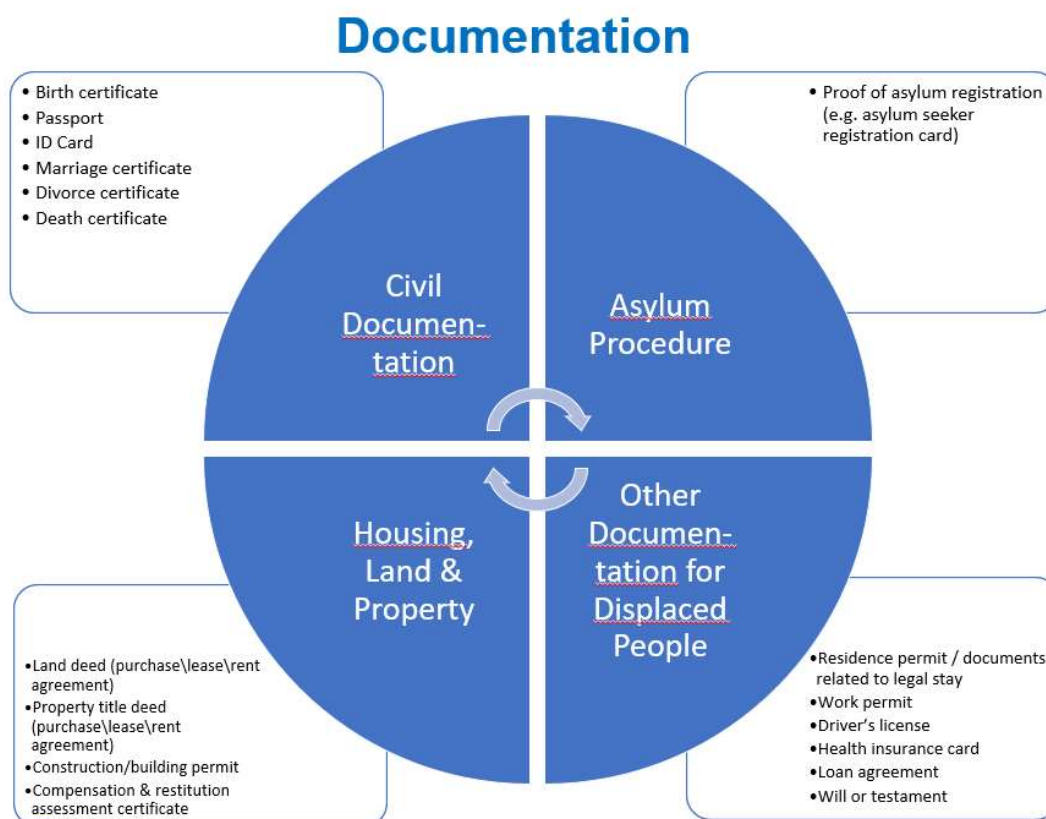 Documentation
• Birth certificate
• Passport
• ID Card
• Marriage certificate
• Divorce certificate
• Death certificate
• Proof of asylum registration
(e.g. asylum seeker
registration card)
Civil
Documen-
tation
Asylum
Procedure
Housing,
Land &
Property
Other
Documen-
tation for
Displaced
People
•Land deed (purchase\lease\rent
agreement)
•Property title deed
(purchase\lease\rent
agreement)
•Construction/building permit
•Compensation & restitution
assessment certificate
•Residence permit / documents
related to legal stay
•Work permit
•Driver's license
•Health insurance card
•Loan agreement
•Will or testament